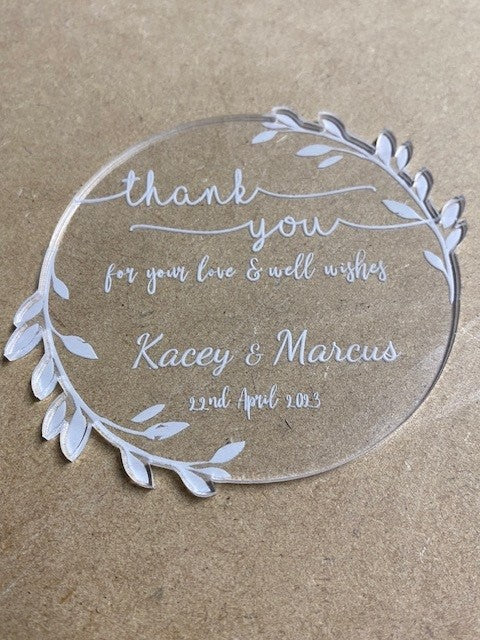 thank
you
for your love & well wishes
Kacey & Marcus
22nd April 2023